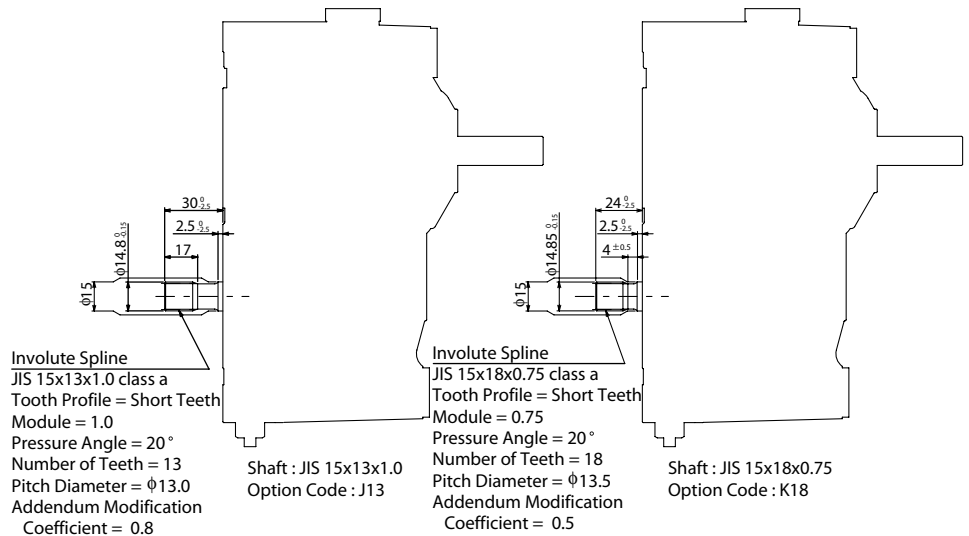 30 0 -2.5
2.5 0 -2.5
17
ϕ14.8 0 -0.15
ϕ15
Involute Spline
JIS 15x13x1.0 class a
Tooth Profile = Short Teeth
Module = 1.0
Pressure Angle = 20°
Number of Teeth = 13
Pitch Diameter = ϕ13.0
Addendum Modification
Coefficient = 0.8
Shaft : JIS 15x13x1.0
Option Code : J13
24 0 -2.5
2.5 0 -2.5
4 ±0.5
ϕ14.85 0 -0.15
ϕ15
Involute Spline
JIS 15x18x0.75 class a
Tooth Profile = Short Teeth
Module = 0.75
Pressure Angle = 20°
Number of Teeth = 18
Pitch Diameter = ϕ13.5
Addendum Modification
Coefficient = 0.5
Shaft : JIS 15x18x0.75
Option Code : K18